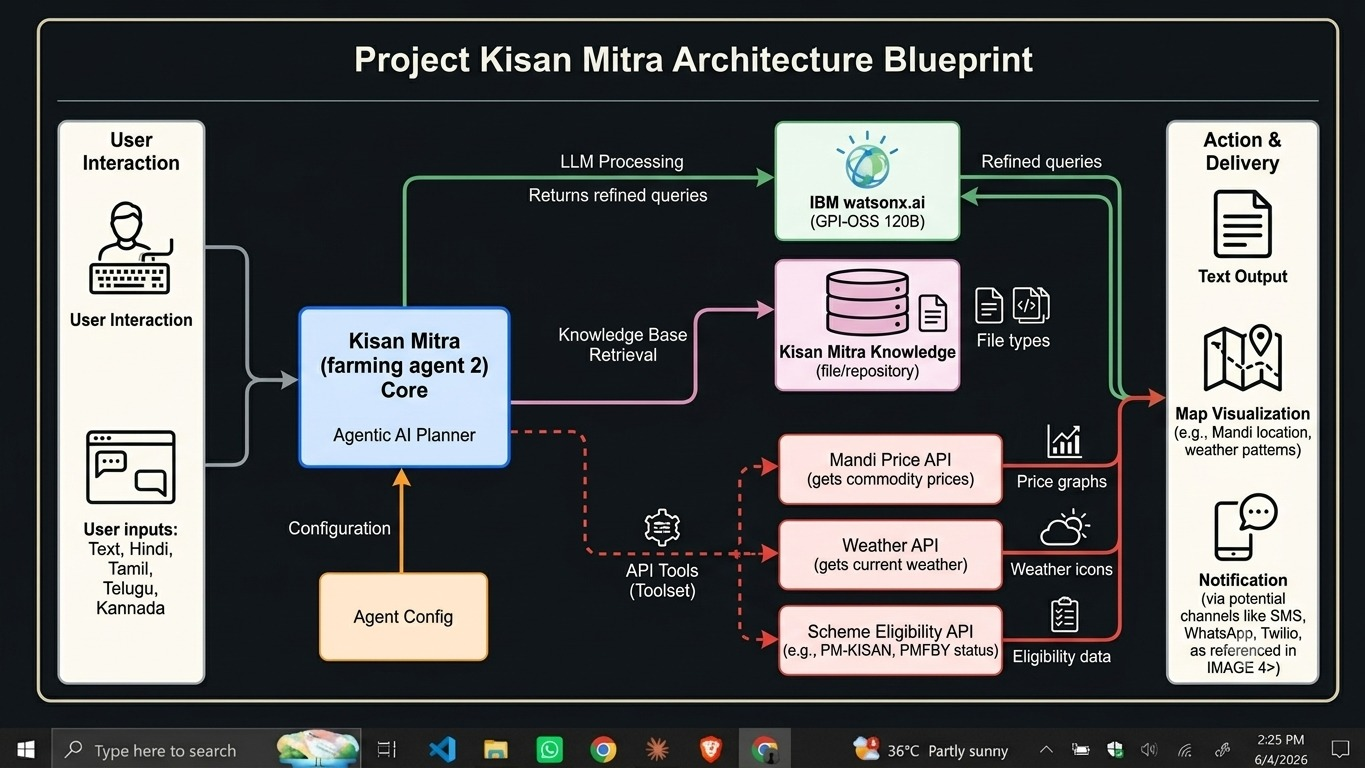 Project Kisan Mitra Architecture Blueprint
User
Interaction
User Interaction
User inputs:
Text, Hindi,
Tamil,
Telugu,
Kannada
Kisan Mitra
(farming agent 2)
Core
Agentic AI Planner
Configuration
Agent Config
LLM Processing
Returns refined queries
Knowledge Base
Retrieval
API Tools
(Toolset)
IBM watsonx.ai
(GPI-OSS 120B)
Refined queries
Kisan Mitra Knowledge
(file/repository)
File types
Mandi Price API
(gets commodity prices)
Price graphs
Weather API
(gets current weather)
Weather icons
Scheme Eligibility API
(e.g., PM-KISAN, PMFBY status)
Eligibility data
Action &
Delivery
Text Output
Map Visualization
(e.g., Mandi location,
weather patterns)
Notification
(via potential
channels like SMS,
WhatsApp, Twilio,
as referenced in
IMAGE 4>)
Type here to search
36°C Partly sunny
2:25 PM
6/4/2026